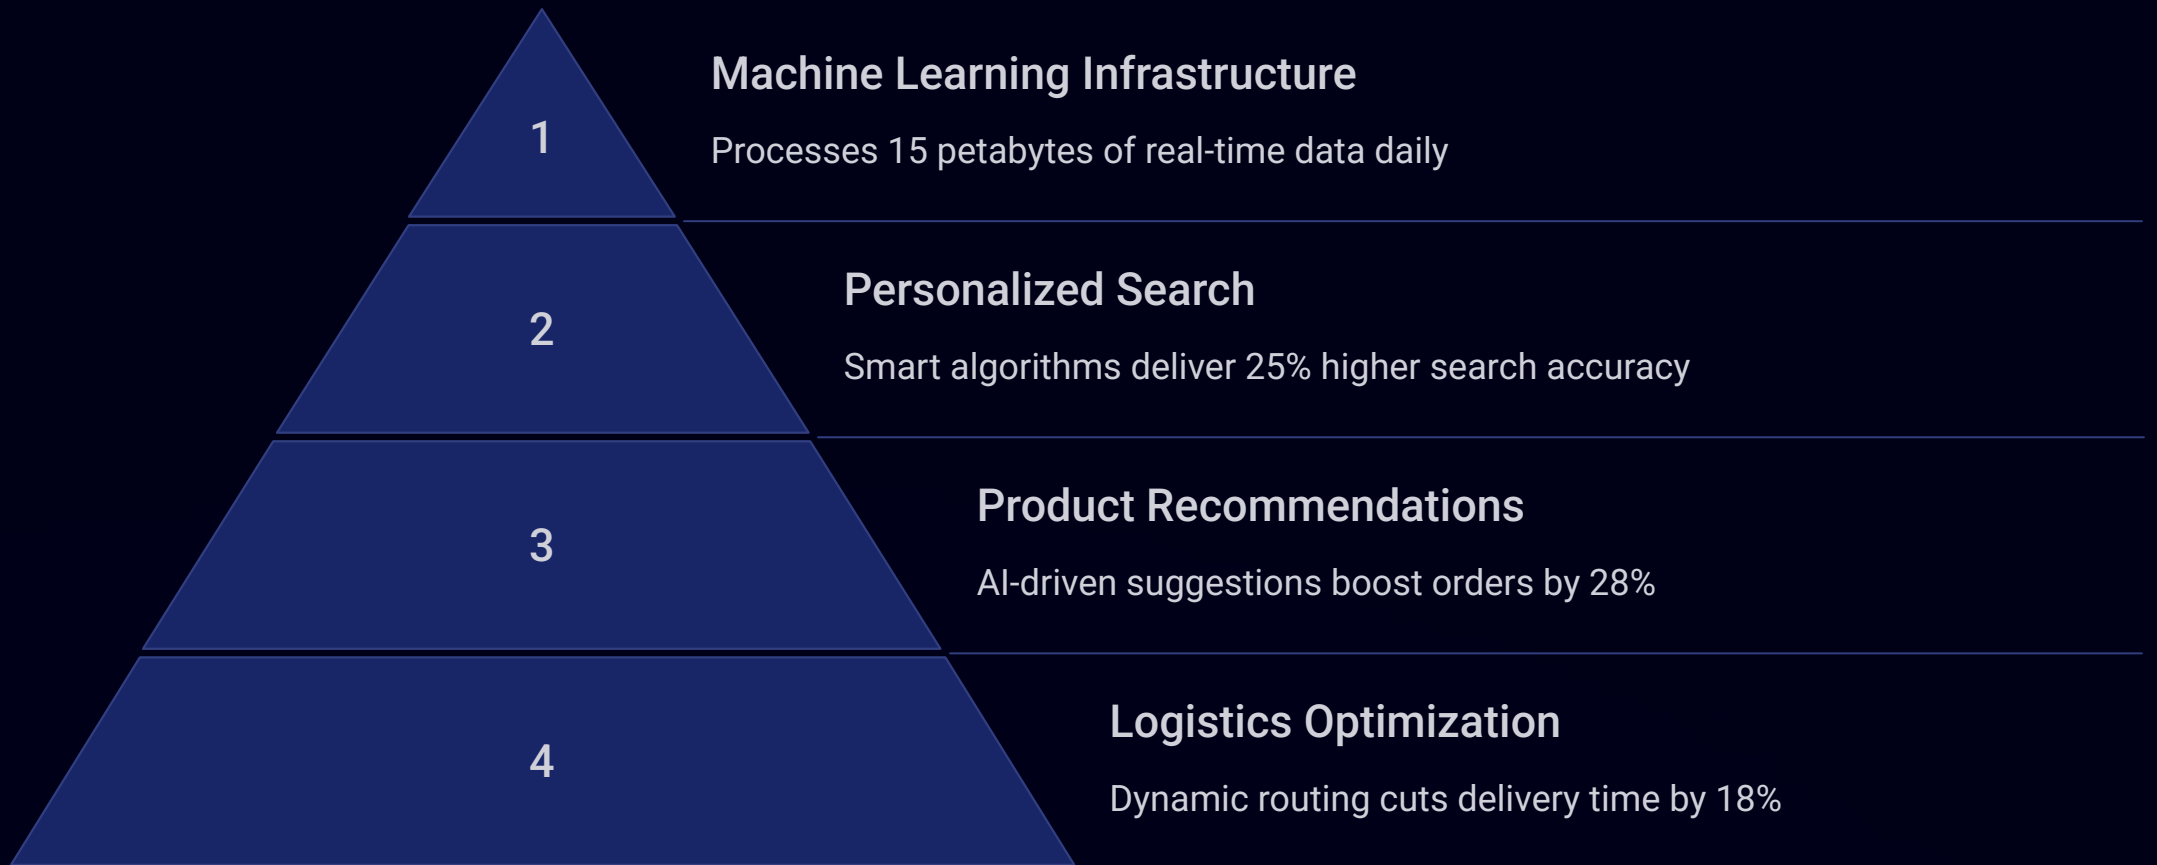 1
Machine Learning Infrastructure
Processes 15 petabytes of real-time data daily
2
Personalized Search
Smart algorithms deliver 25% higher search accuracy
3
Product Recommendations
AI-driven suggestions boost orders by 28%
4
Logistics Optimization
Dynamic routing cuts delivery time by 18%